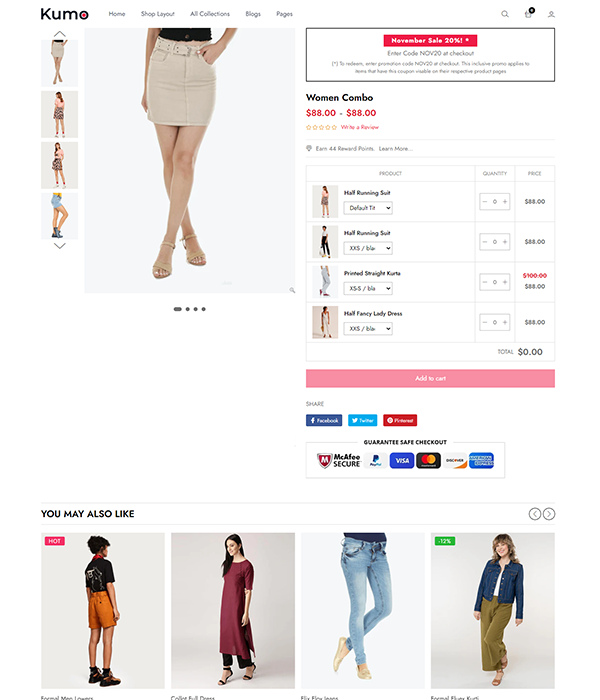 Kumo
Home
Shop Layout
All Collections
Blogs
Pages
0
November Sale 20%! *
Enter Code NOV20 at checkout
(*) To redeem, enter promotion code NOV20 at checkout. This inclusive promo applies to
items that have this coupon visible on their respective product pages.
Women Combo
$88.00 - $88.00
Write a Review
Earn 44 Reward Points. Learn More...
PRODUCT
QUANTITY
PRICE
Half Running Suit
Default Tit
0
$88.00
Half Running Suit
XXS / bla
0
$88.00
Printed Straight Kurta
XS-S / bla
0
$100.00
$88.00
Half Fancy Lady Dress
XXS / bla
0
$88.00
TOTAL $0.00
Add to cart
SHARE
Facebook
Twitter
Pinterest
GUARANTEE SAFE CHECKOUT
McAfee
SECURE
PayPal
VISA
mastercard
DISCOVER
AMERICAN
EXPRESS
YOU MAY ALSO LIKE
HOT
-12%
Formal Men Lowers
Collot Full Dress
Flix Flox Jeans
Formal Fluex Kurti